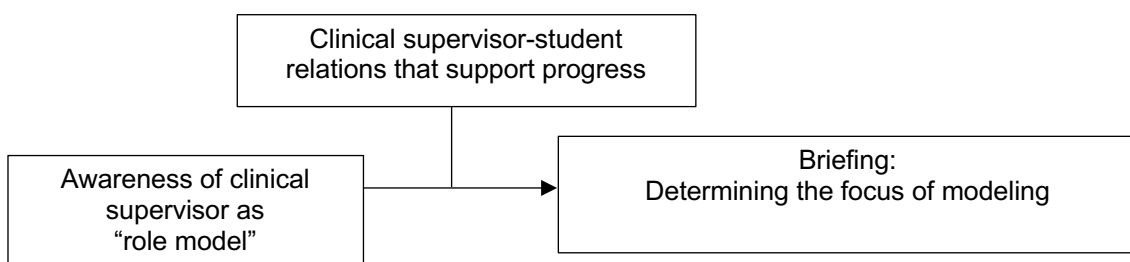 Clinical supervisor-student
relations that support progress
Awareness of clinical
supervisor as
“role model”
Briefing:
Determining the focus of modeling